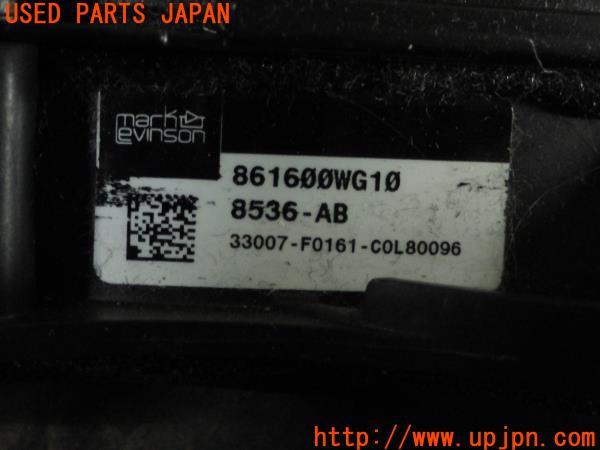 USED PARTS JAPAN
mark
levinson
861600WG10
8536-AB
33007-F0161-C0L80096
http://www.upjpn.com